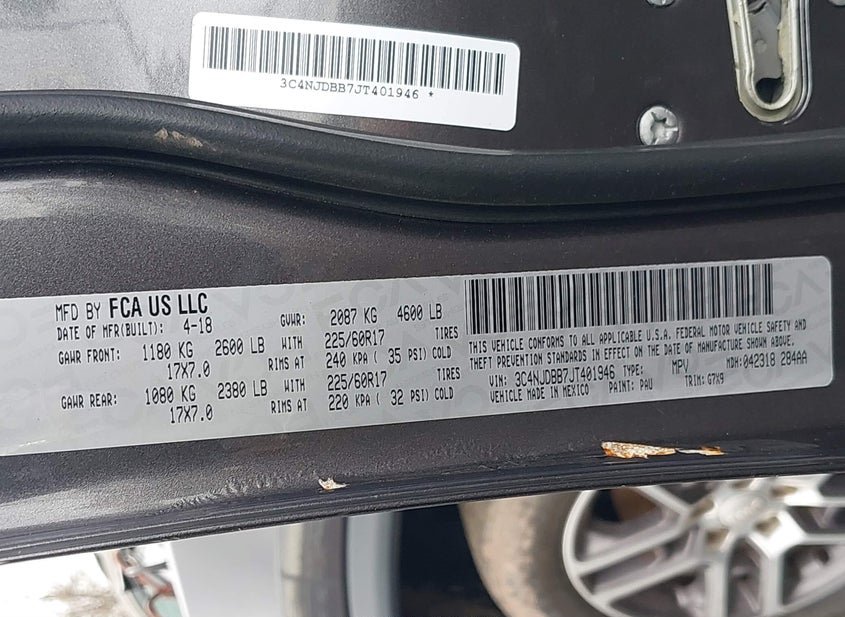 3C4NJDBB7JT401946 *
MFD BY FCA US LLC
DATE OF MFR(BUILT): 4-18 GVWR: 2087 KG 4600 LB
GAWR FRONT: 1180 KG 2600 LB WITH 225/60R17 TIRES
17X7.0 RIMS AT 240 KPA ( 35 PSI) COLD
GAWR REAR: 1080 KG 2380 LB WITH 225/60R17 TIRES
17X7.0 RIMS AT 220 KPA ( 32 PSI) COLD
THIS VEHICLE CONFORMS TO ALL APPLICABLE U.S.A. FEDERAL MOTOR VEHICLE SAFETY AND
THEFT PREVENTION STANDARDS IN EFFECT ON THE DATE OF MANUFACTURE SHOWN ABOVE.
VIN: 3C4NJDBB7JT401946 TYPE: MPV MDH: 042318 284AA
VEHICLE MADE IN MEXICO PAINT: PAU TRIM: G7X9